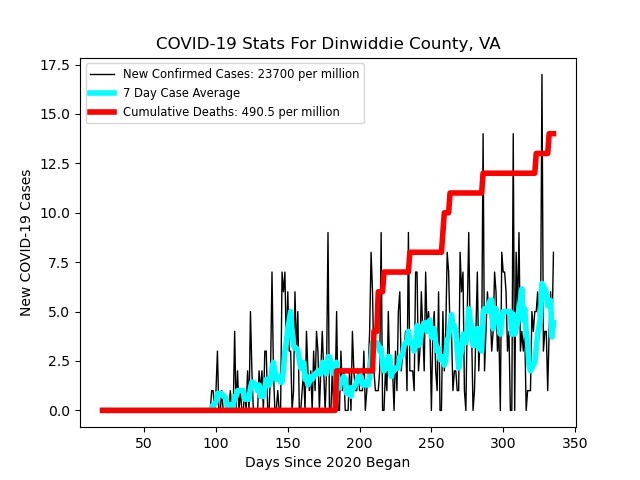 COVID-19 Stats For Dinwiddie County, VA
New Confirmed Cases: 23700 per million
7 Day Case Average
Cumulative Deaths: 490.5 per million
New COVID-19 Cases
17.5
15.0
12.5
10.0
7.5
5.0
2.5
0.0
50 100 150 200 250 300 350
Days Since 2020 Began